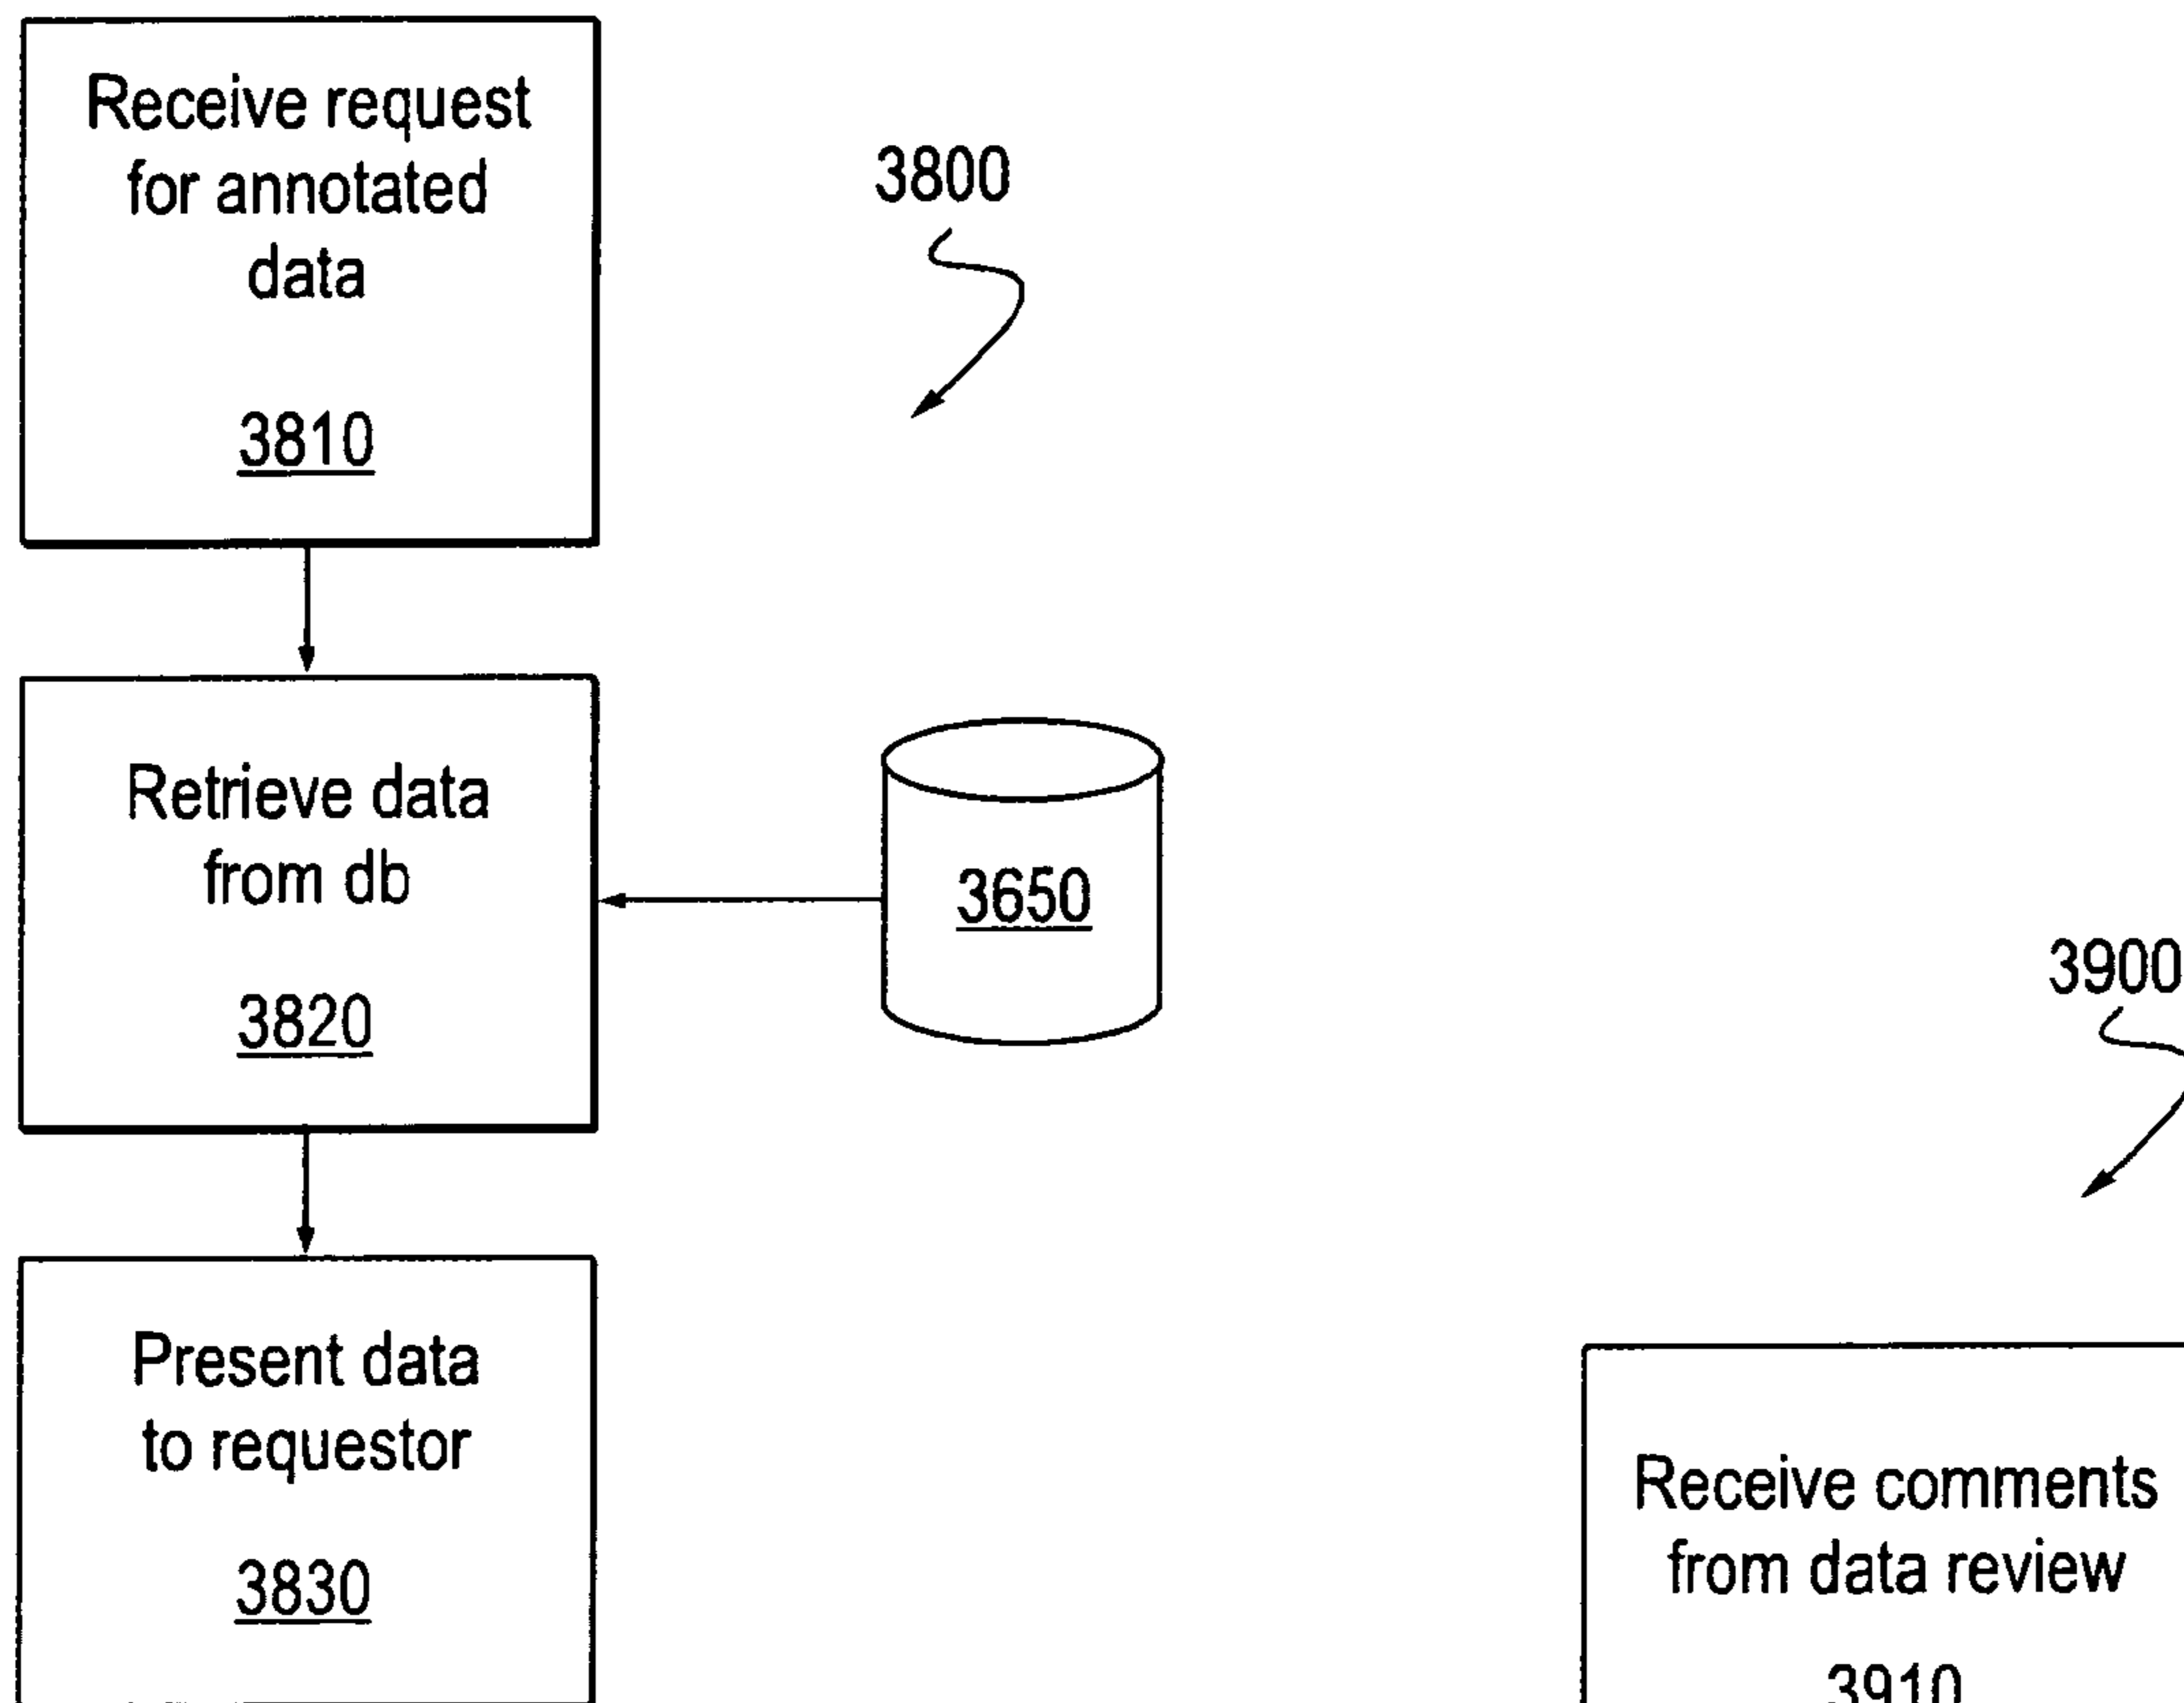 Receive request
for annotated
data
3810
3800
Retrieve data
from db
3820
3650
Present data
to requestor
3830
3900
Receive comments
from data review
3910